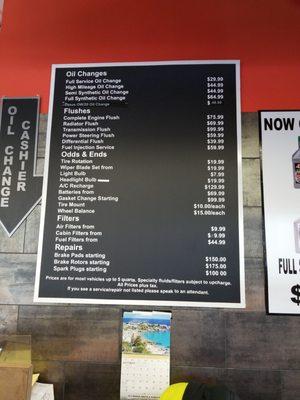 OIL CHANGE
CASHIER
Oil Changes
Full Service Oil Change $29.99
High Mileage Oil Change $44.99
Semi Synthetic Oil Change $44.99
Full Synthetic Oil Change $64.99
Oil Change
Flushes
Complete Engine Flush $75.99
Radiator Flush $69.99
Transmission Flush $99.99
Power Steering Flush $59.99
Differential Flush $39.99
Fuel Injection Service $59.99
Odds & Ends
Tire Rotation $19.99
Wiper Blade Set from $19.99
Light Bulb $7.99
Headlight Bulb $19.99
A/C Recharge $129.99
Batteries from $69.99
Gasket Change Starting $99.99
Tire Mount $10.00/each
Wheel Balance $15.00/each
Filters
Air Filters from $9.99
Cabin Filters from
Fuel Filters from $44.99
Repairs
Brake Pads starting $150.00
Brake Rotors starting $175.00
Spark Plugs starting $100 00
Prices are for most vehicles up to 5 quarts, Specialty fluids/filters subject to upcharge.
All Prices plus tax.
If you see a service/repair not listed please speak to an attendant.
NOW
FULL S
$